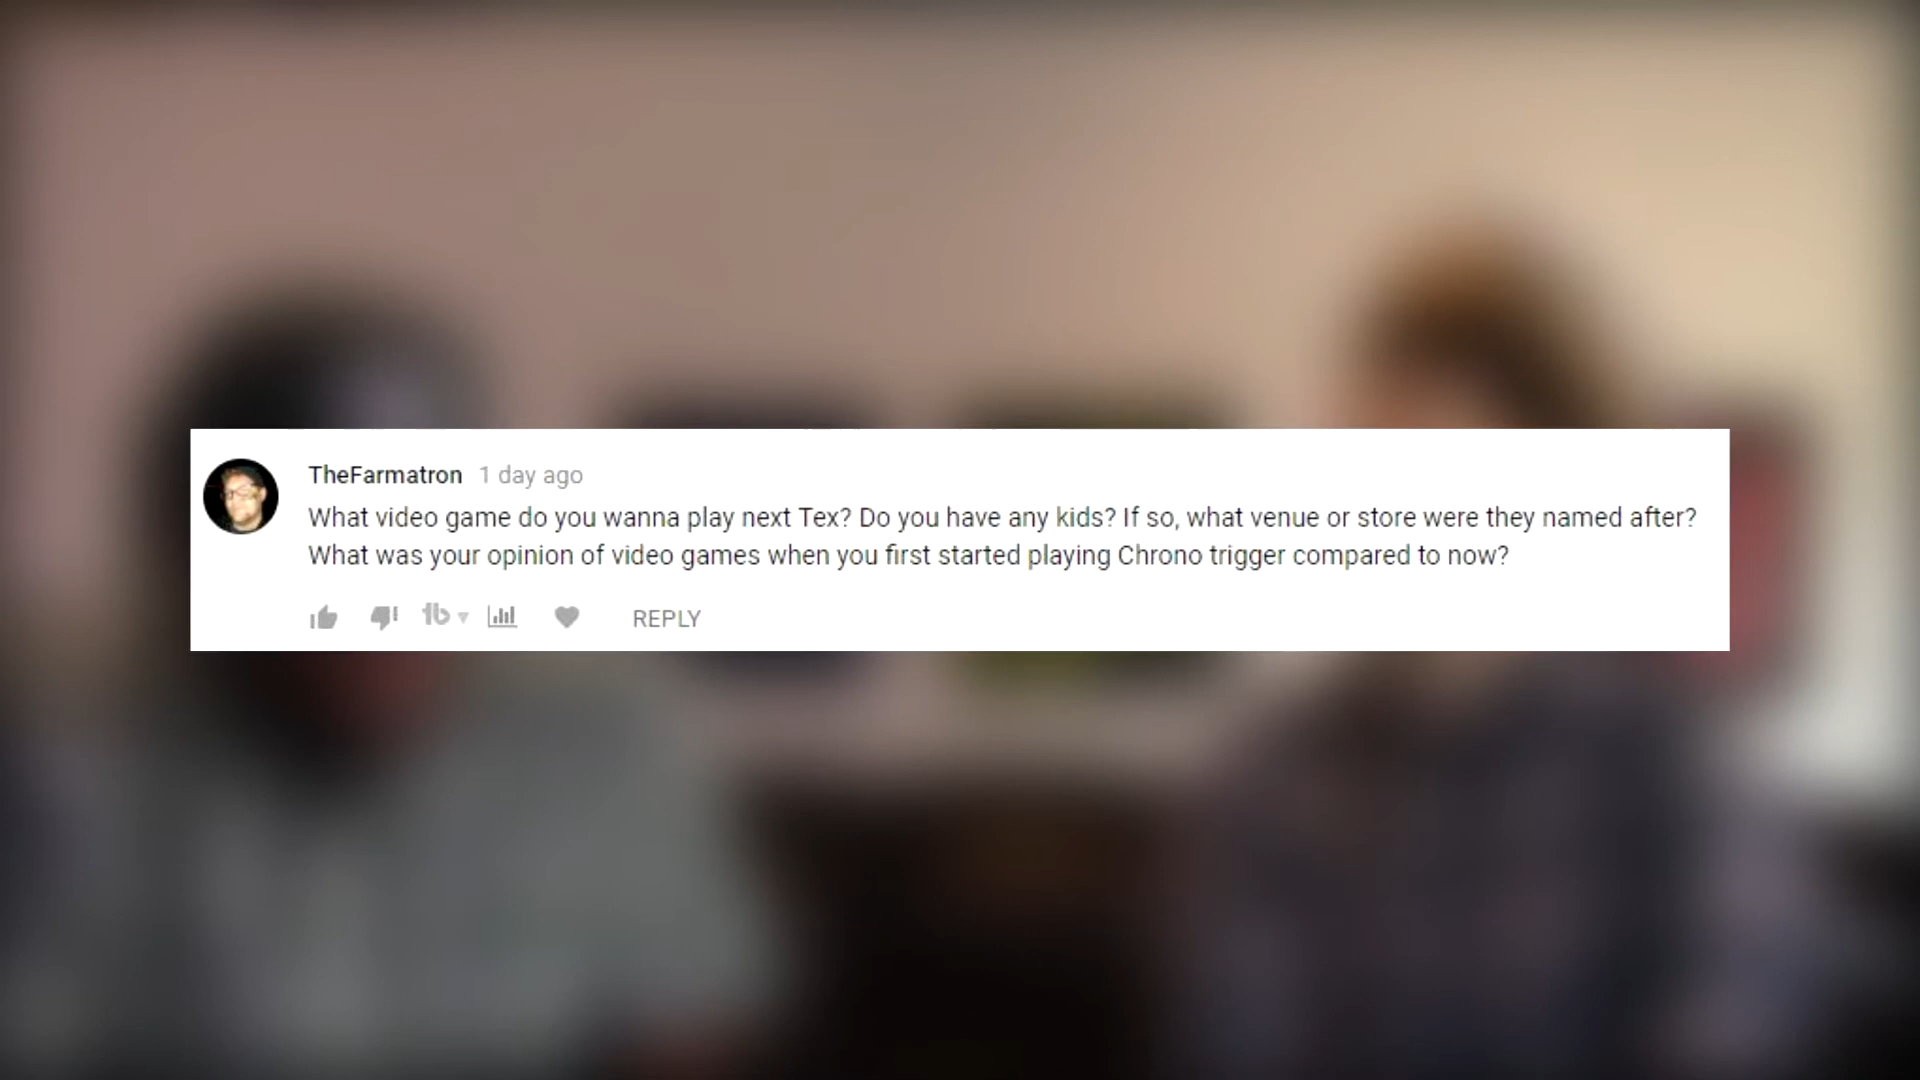 TheFarmatron 1 day ago
What video game do you wanna play next Tex? Do you have any kids? If so, what venue or store were they named after?
What was your opinion of video games when you first started playing Chrono trigger compared to now?
REPLY